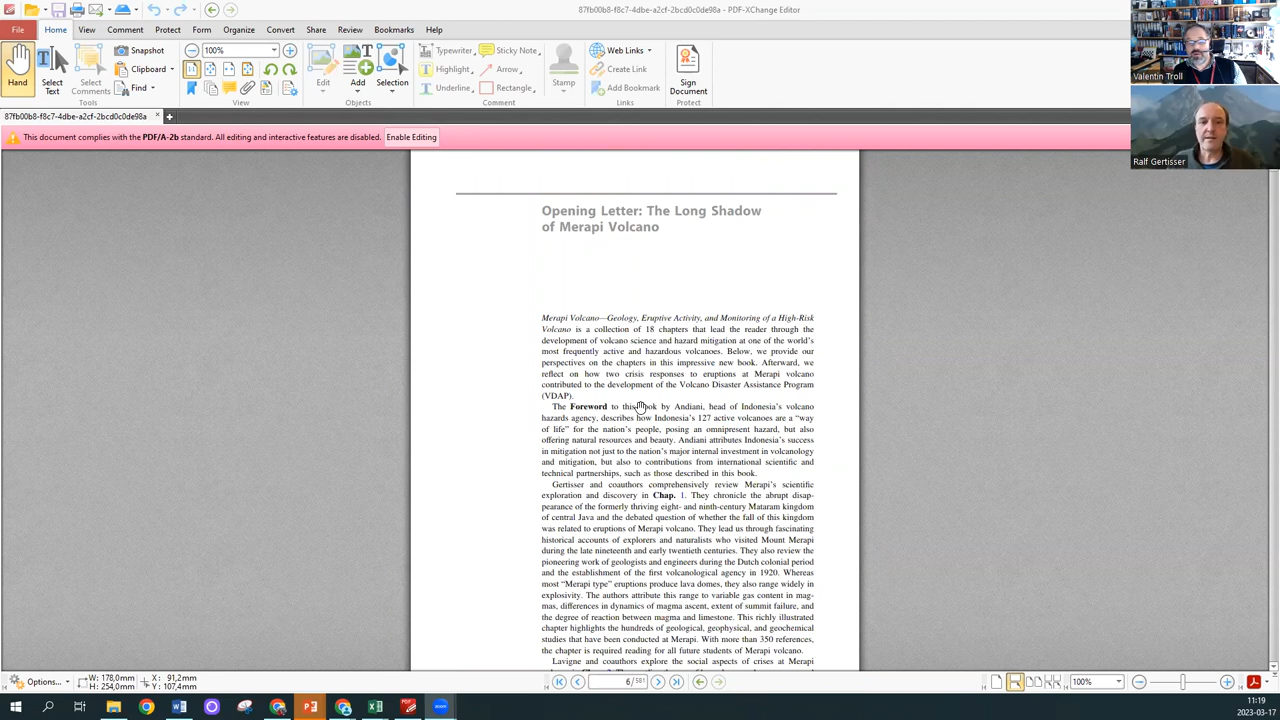 87fb00b8-f8c7-4dbe-a2cf-2bcd0c0de98a - PDF-XChange Editor
File Home View Comment Protect Form Organize Convert Share Review Bookmarks Help
Hand
Select Text
Select Comments
Snapshot
Clipboard
Find
Tools
100%
View
Edit
Add
Selection
Objects
Typewriter
Sticky Note
Highlight
Arrow
Underline
Rectangle
Stamp
Comment
Web Links
Create Link
Add Bookmark
Links
Sign Document
Protect
Valentin Troll
Ralf Gertisser
87fb00b8-f8c7-4dbe-a2cf-2bcd0c0de98a
This document complies with the PDF/A-2b standard. All editing and interactive features are disabled. Enable Editing
Opening Letter: The Long Shadow
of Merapi Volcano
Merapi Volcano—Geology, Eruptive Activity, and Monitoring of a High-Risk
Volcano is a collection of 18 chapters that lead the reader through the
development of volcano science and hazard mitigation at one of the world's
most frequently active and hazardous volcanoes. Below, we provide our
perspectives on the chapters in this impressive new book. Afterward, we
reflect on how two crisis responses to eruptions at Merapi volcano
contributed to the development of the Volcano Disaster Assistance Program
(VDAP).
The Foreword to this book by Andiani, head of Indonesia's volcano
hazards agency, describes how Indonesia's 127 active volcanoes are a "way
of life" for the nation's people, posing an omnipresent hazard, but also
offering natural resources and beauty. Andiani attributes Indonesia's success
in mitigation not just to the nation's major internal investment in volcanology
and mitigation, but also to contributions from international scientific and
technical partnerships, such as those described in this book.
Gertisser and coauthors comprehensively review Merapi's scientific
exploration and discovery in Chap. 1. They chronicle the abrupt disap-
pearance of the formerly thriving eight- and ninth-century Mataram kingdom
of central Java and the debated question of whether the fall of this kingdom
was related to eruptions of Merapi volcano. They lead us through fascinating
historical accounts of explorers and naturalists who visited Mount Merapi
during the late nineteenth and early twentieth centuries. They also review the
pioneering work of geologists and engineers during the Dutch colonial period
and the establishment of the first volcanological agency in 1920. Whereas
most "Merapi type" eruptions produce lava domes, they also range widely in
explosivity. The authors attribute this range to variable gas content in mag-
mas, differences in dynamics of magma ascent, extent of summit failure, and
the degree of reaction between magma and limestone. This richly illustrated
chapter highlights the hundreds of geological, geophysical, and geochemical
studies that have been conducted at Merapi. With more than 350 references,
the chapter is required reading for all future students of Merapi volcano.
Lavigne and coauthors explore the social aspects of crises at Merapi
Options...
W: 178,0mm
H: 254,0mm
X: 91,2mm
Y: 107,4mm
6 / 581
100%
11:19
2023-03-17